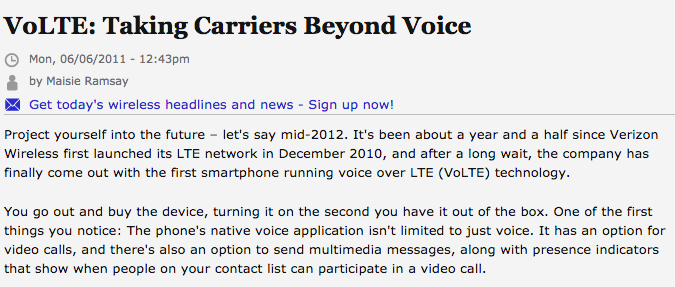 VoLTE: Taking Carriers Beyond Voice
Mon, 06/06/2011 - 12:43pm
by Maisie Ramsay
Get today's wireless headlines and news - Sign up now!
Project yourself into the future – let's say mid-2012. It's been about a year and a half since Verizon
Wireless first launched its LTE network in December 2010, and after a long wait, the company has
finally come out with the first smartphone running voice over LTE (VoLTE) technology.
You go out and buy the device, turning it on the second you have it out of the box. One of the first
things you notice: The phone's native voice application isn't limited to just voice. It has an option for
video calls, and there's also an option to send multimedia messages, along with presence indicators
that show when people on your contact list can participate in a video call.